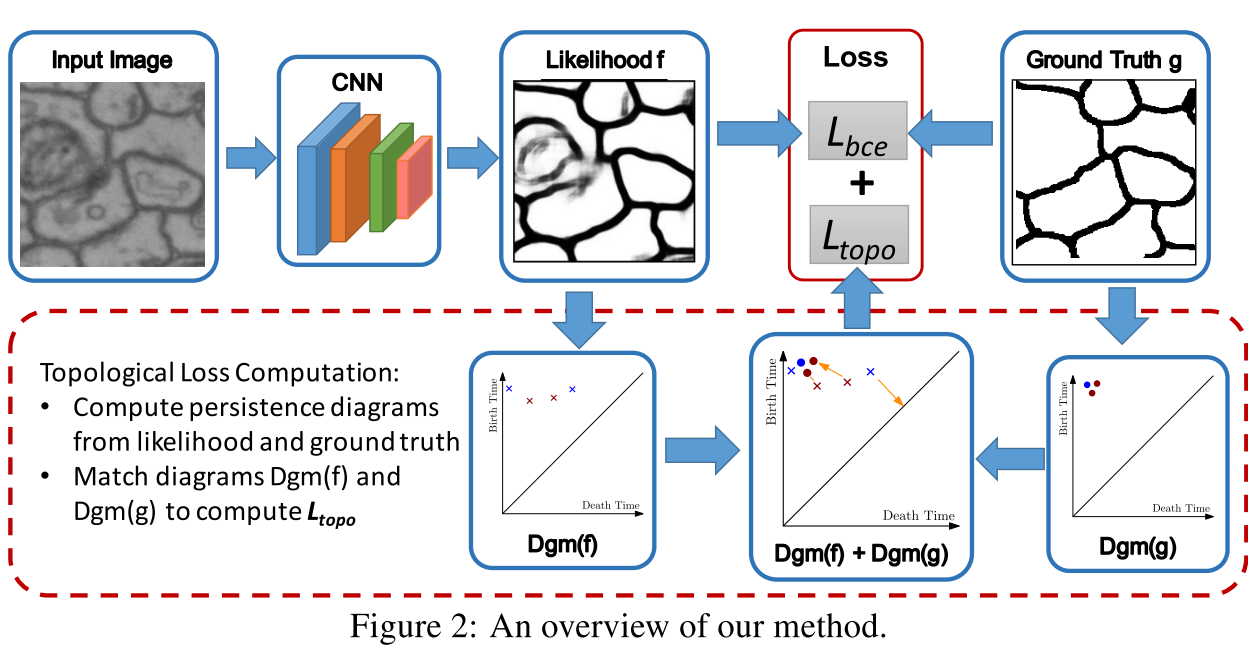 Input Image
CNN
Likelihood f
Loss
L_bce
+
L_topo
Ground Truth g
Topological Loss Computation:
• Compute persistence diagrams
from likelihood and ground truth
• Match diagrams Dgm(f) and
Dgm(g) to compute L_topo
Birth Time
Death Time
Dgm(f)
Birth Time
Death Time
Dgm(f) + Dgm(g)
Birth Time
Death Time
Dgm(g)
Figure 2: An overview of our method.